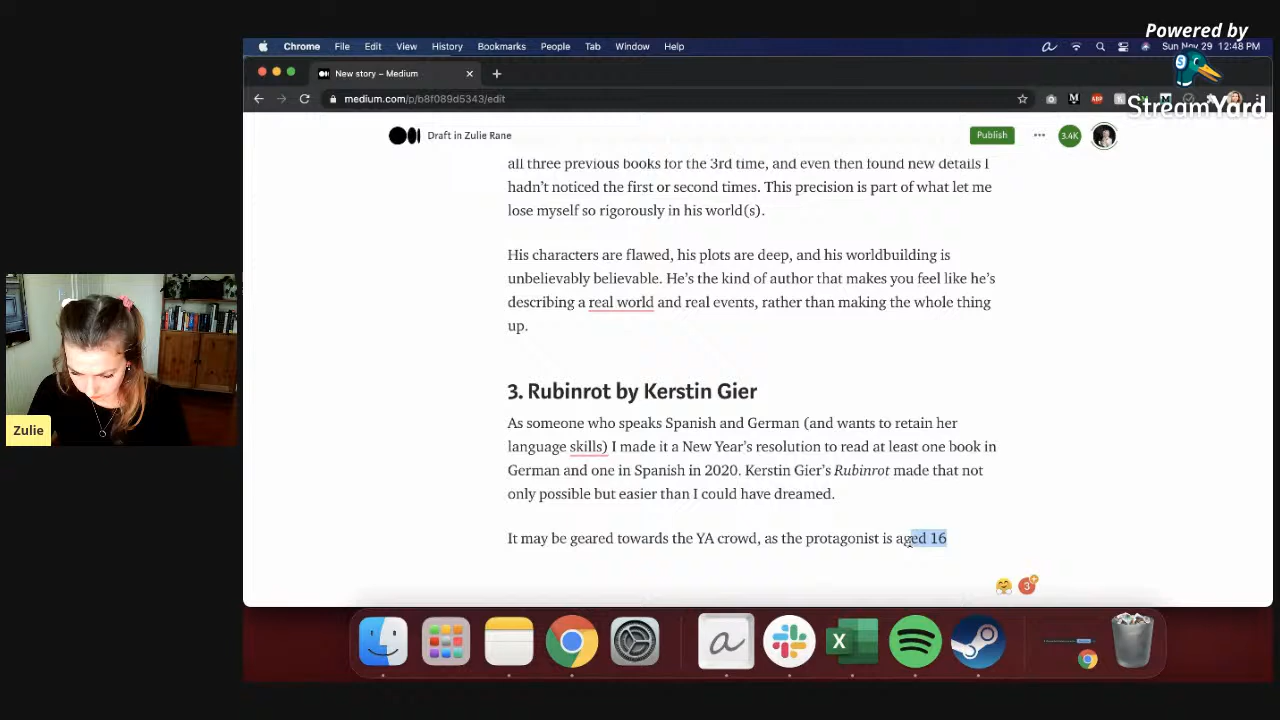 Powered by
StreamYard
Chrome File Edit View History Bookmarks People Tab Window Help
Sun Nov 29 12:48 PM
New story – Medium
medium.com/p/b8f089d5343/edit
Draft in Zulie Rane
Publish
3.4K
all three previous books for the 3rd time, and even then found new details I
hadn't noticed the first or second times. This precision is part of what let me
lose myself so rigorously in his world(s).
His characters are flawed, his plots are deep, and his worldbuilding is
unbelievably believable. He's the kind of author that makes you feel like he's
describing a real world and real events, rather than making the whole thing
up.
3. Rubinrot by Kerstin Gier
As someone who speaks Spanish and German (and wants to retain her
language skills) I made it a New Year's resolution to read at least one book in
German and one in Spanish in 2020. Kerstin Gier's Rubinrot made that not
only possible but easier than I could have dreamed.
It may be geared towards the YA crowd, as the protagonist is aged 16
3
Zulie